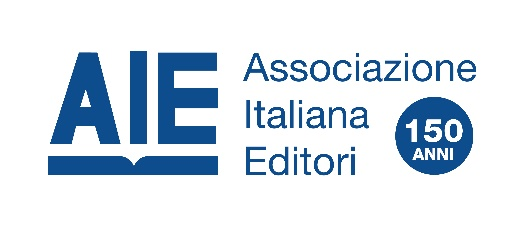 AIE
Associazione
Italiana
Editori
150
ANNI